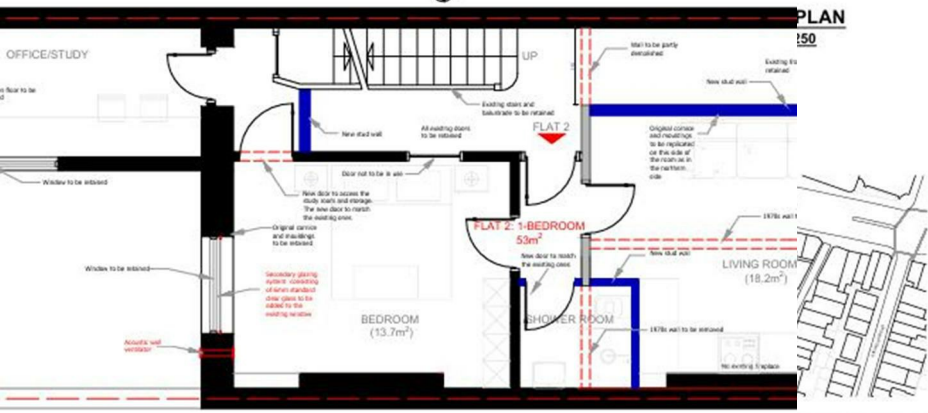 PLAN
250
OFFICE/STUDY
floor to be
UP
Wall to be partly
demolished
Existing
retained
New stud wall
Existing stairs and
balustrade to be retained
New stud wall
All existing doors
to be retained
FLAT 2
Original cornice
and mouldings
to be replicated
on this side of
the room as in
the northern
side
Window to be retained
Door not to be in use
New door to access the
study room and storage.
The new door to match
the existing ones.
Original cornice
and mouldings
to be retained
FLAT 2: 1-BEDROOM
53m²
1970s wall
New door to match
the existing ones
New stud wall
Window to be retained
Secondary glazing
system consisting
of 6mm standard
clear glass to be
added to the
existing window
LIVING ROOM
(18.2m²)
BEDROOM
(13.7m²)
SHOWER ROOM
1970s wall to be removed
Acoustic wall
ventilator
No existing fireplace